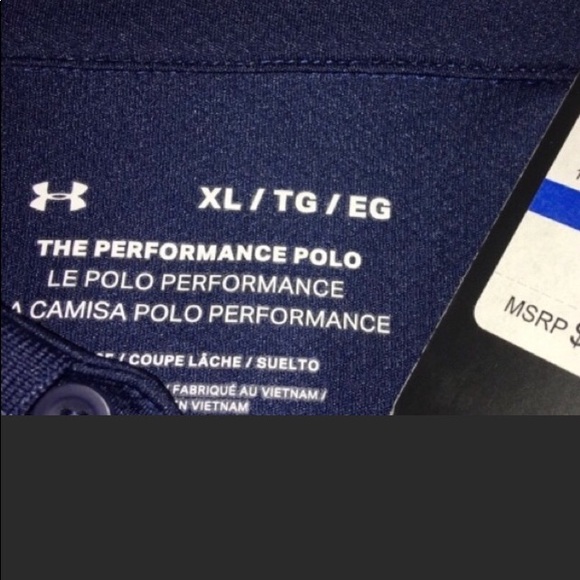 XL / TG / EG
THE PERFORMANCE POLO
LE POLO PERFORMANCE
A CAMISA POLO PERFORMANCE
/ COUPE LÂCHE / SUELTO
/ FABRIQUÉ AU VIETNAM /
VIETNAM
MSRP $